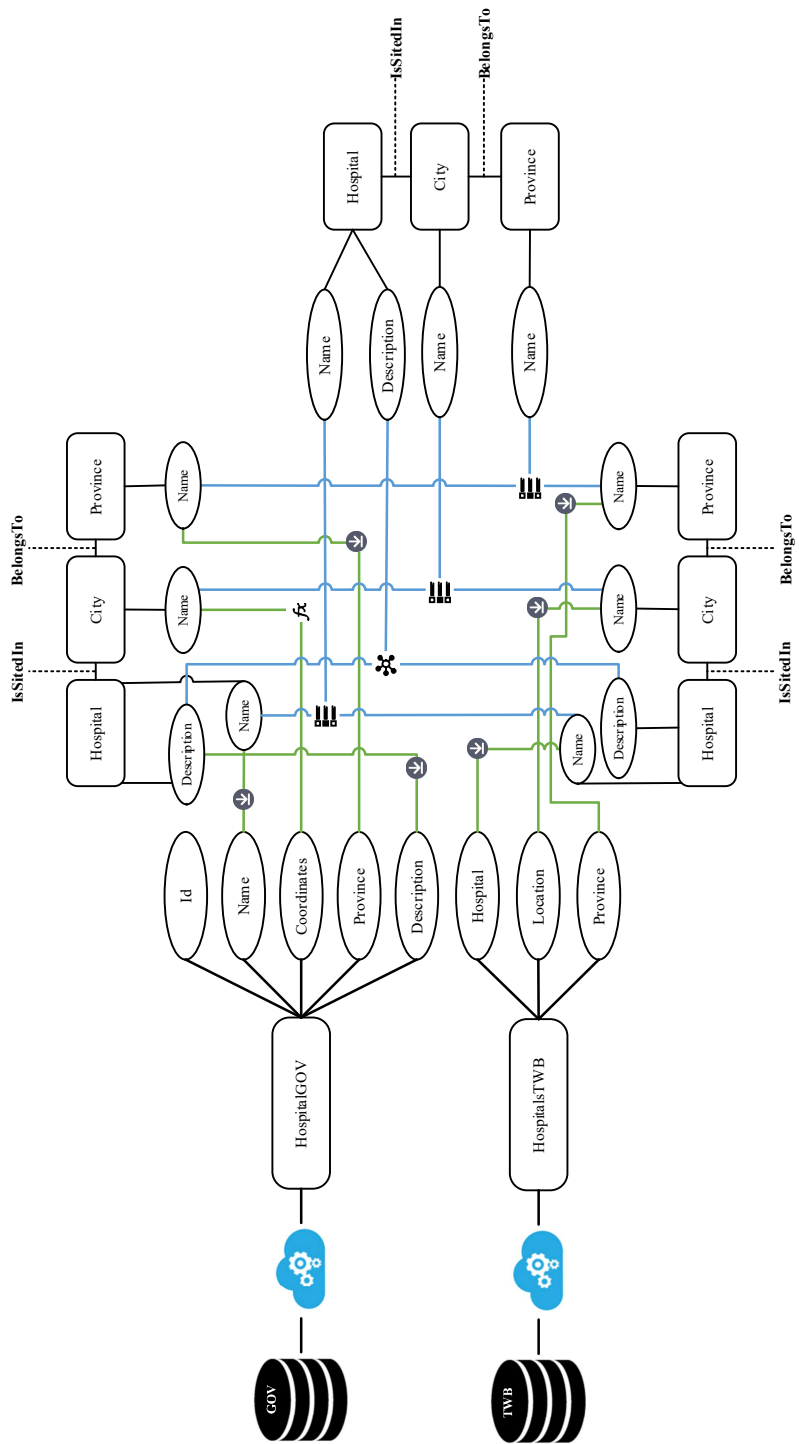 GOV
HospitalGOV
Id
Name
Coordinates
Province
Description
TWB
HospitalsTWB
Hospital
Location
Province
IsSitedIn
BelongsTo
Hospital
City
Province
Description
Name
Name
Name
fx
IsSitedIn
BelongsTo
Hospital
City
Province
Name
Description
Name
Name
IsSitedIn
BelongsTo
Hospital
City
Province
Name
Description
Name
Name